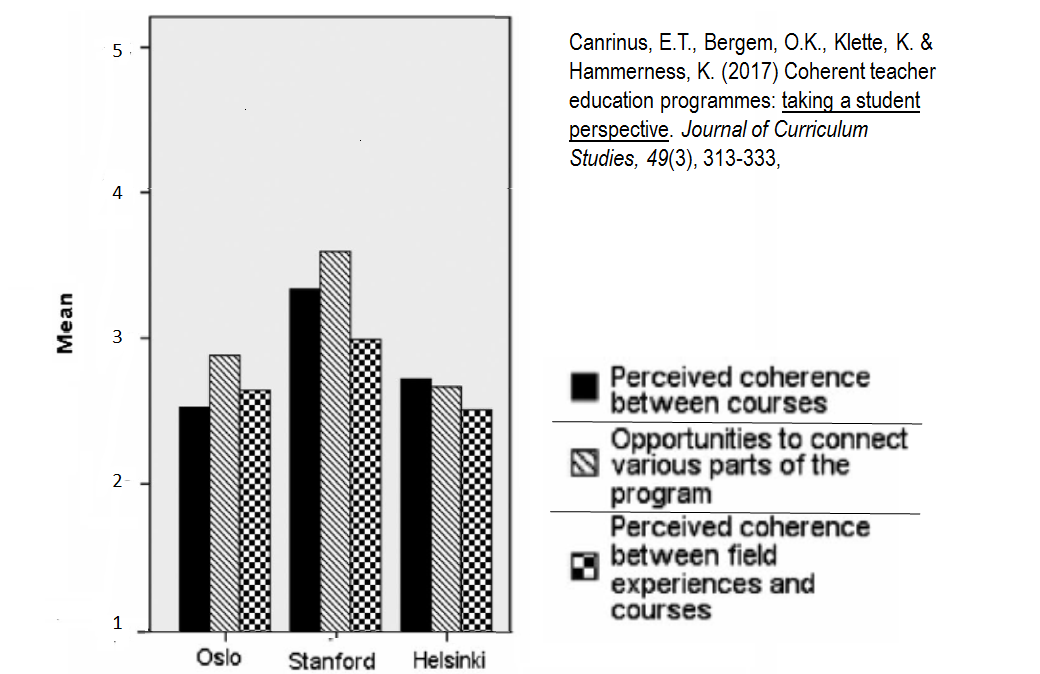 Canrinus, E.T., Bergem, O.K., Klette, K. &
Hammerness, K. (2017) Coherent teacher
education programmes: taking a student
perspective. Journal of Curriculum
Studies, 49(3), 313-333,
5
4
3
2
1
Mean
Oslo
Stanford
Helsinki
Perceived coherence
between courses
Opportunities to connect
various parts of the
program
Perceived coherence
between field
experiences and
courses